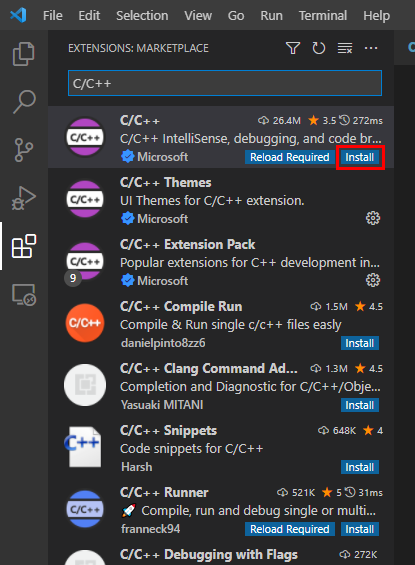 File Edit Selection View Go Run Terminal Help
EXTENSIONS: MARKETPLACE
C/C++
C/C++ 26.4M 3.5 272ms
C/C++ IntelliSense, debugging, and code br...
Microsoft Reload Required Install
C/C++ Themes
UI Themes for C/C++ extension.
Microsoft
C/C++ Extension Pack
Popular extensions for C++ development in...
9 Microsoft
C/C++ Compile Run 1.5M 4.5
Compile & Run single c/c++ files easly
danielpinto8zz6 Install
C/C++ Clang Command Ad... 1.3M 4.5
Completion and Diagnostic for C/C++/Obje...
Yasuaki MITANI Install
C/C++ Snippets 648K 4
Code snippets for C/C++
Harsh Install
C/C++ Runner 521K 5 31ms
🚀 Compile, run and debug single or multi...
franneck94 Reload Required Install
C/C++ Debugging with Flags 272K